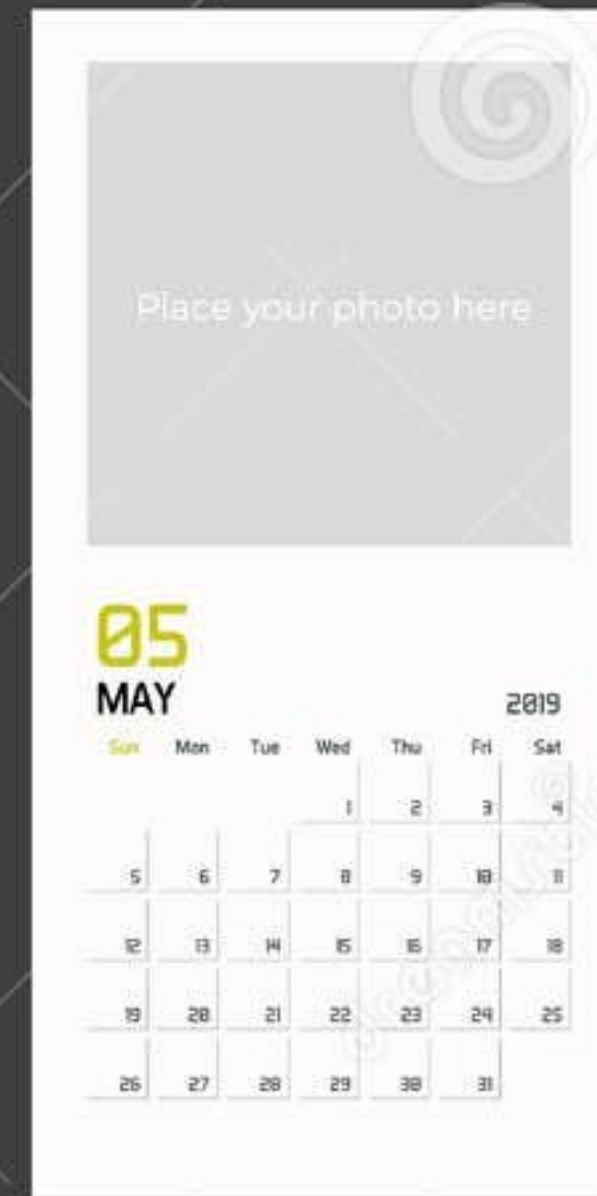 Place your photo here
05
MAY
2019
Sun Mon Tue Wed Thu Fri Sat
1 2 3 4
5 6 7 8 9 10 11
12 13 14 15 16 17 18
19 20 21 22 23 24 25
26 27 28 29 30 31